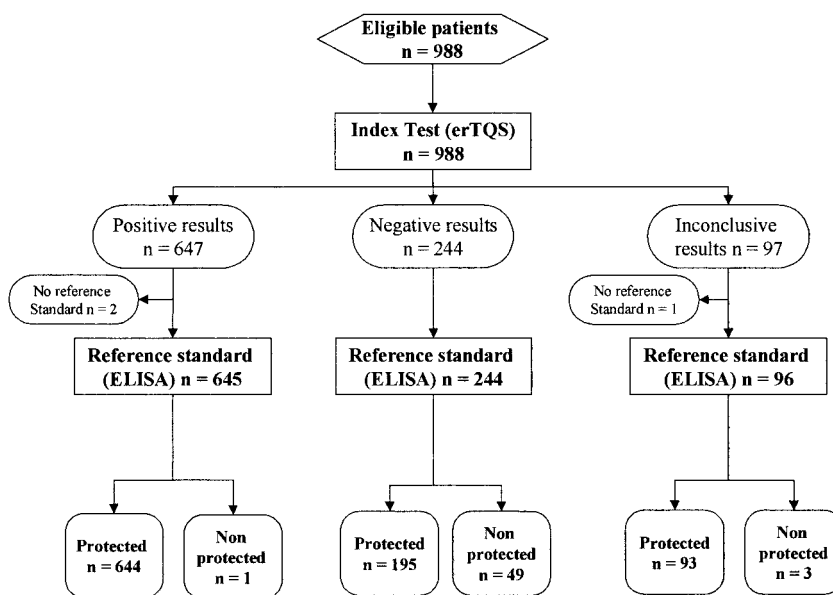 Eligible patients
n = 988
Index Test (erTQS)
n = 988
Positive results
n = 647
Negative results
n = 244
Inconclusive
results n = 97
No reference
Standard n = 2
No reference
Standard n = 1
Reference standard
(ELISA) n = 645
Reference standard
(ELISA) n = 244
Reference standard
(ELISA) n = 96
Protected
n = 644
Non
protected
n = 1
Protected
n = 195
Non
protected
n = 49
Protected
n = 93
Non
protected
n = 3